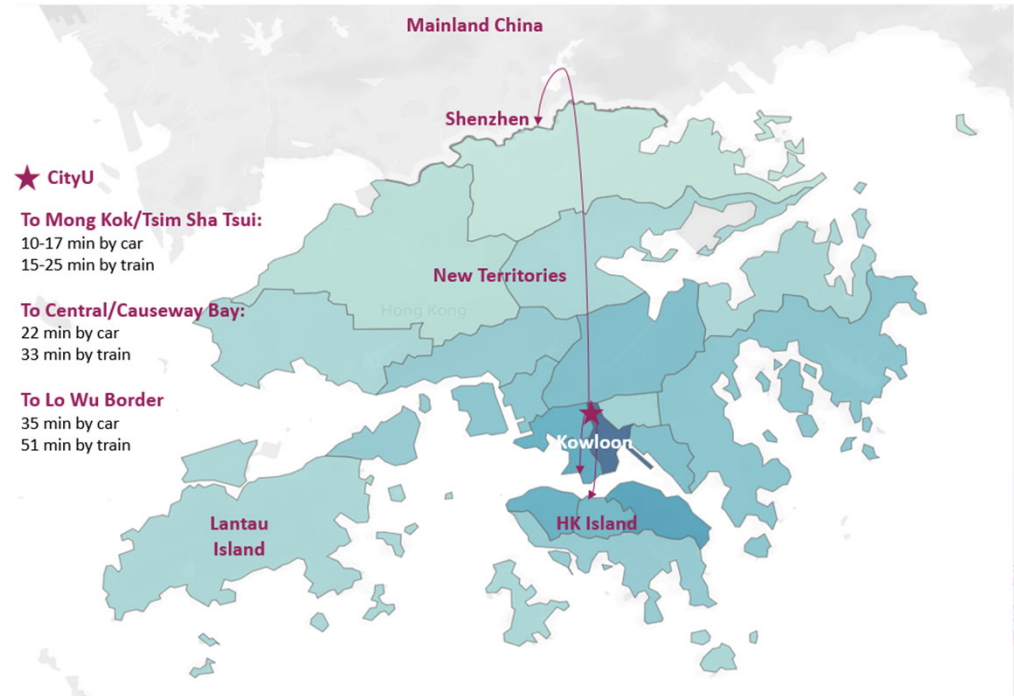 Mainland China
Shenzhen
CityU
To Mong Kok/Tsim Sha Tsui:
10-17 min by car
15-25 min by train
New Territories
To Central/Causeway Bay:
Hong Kong
22 min by car
33 min by train
To Lo Wu Border
35 min by car
51 min by train
Kowloon
Lantau
Island
HK Island